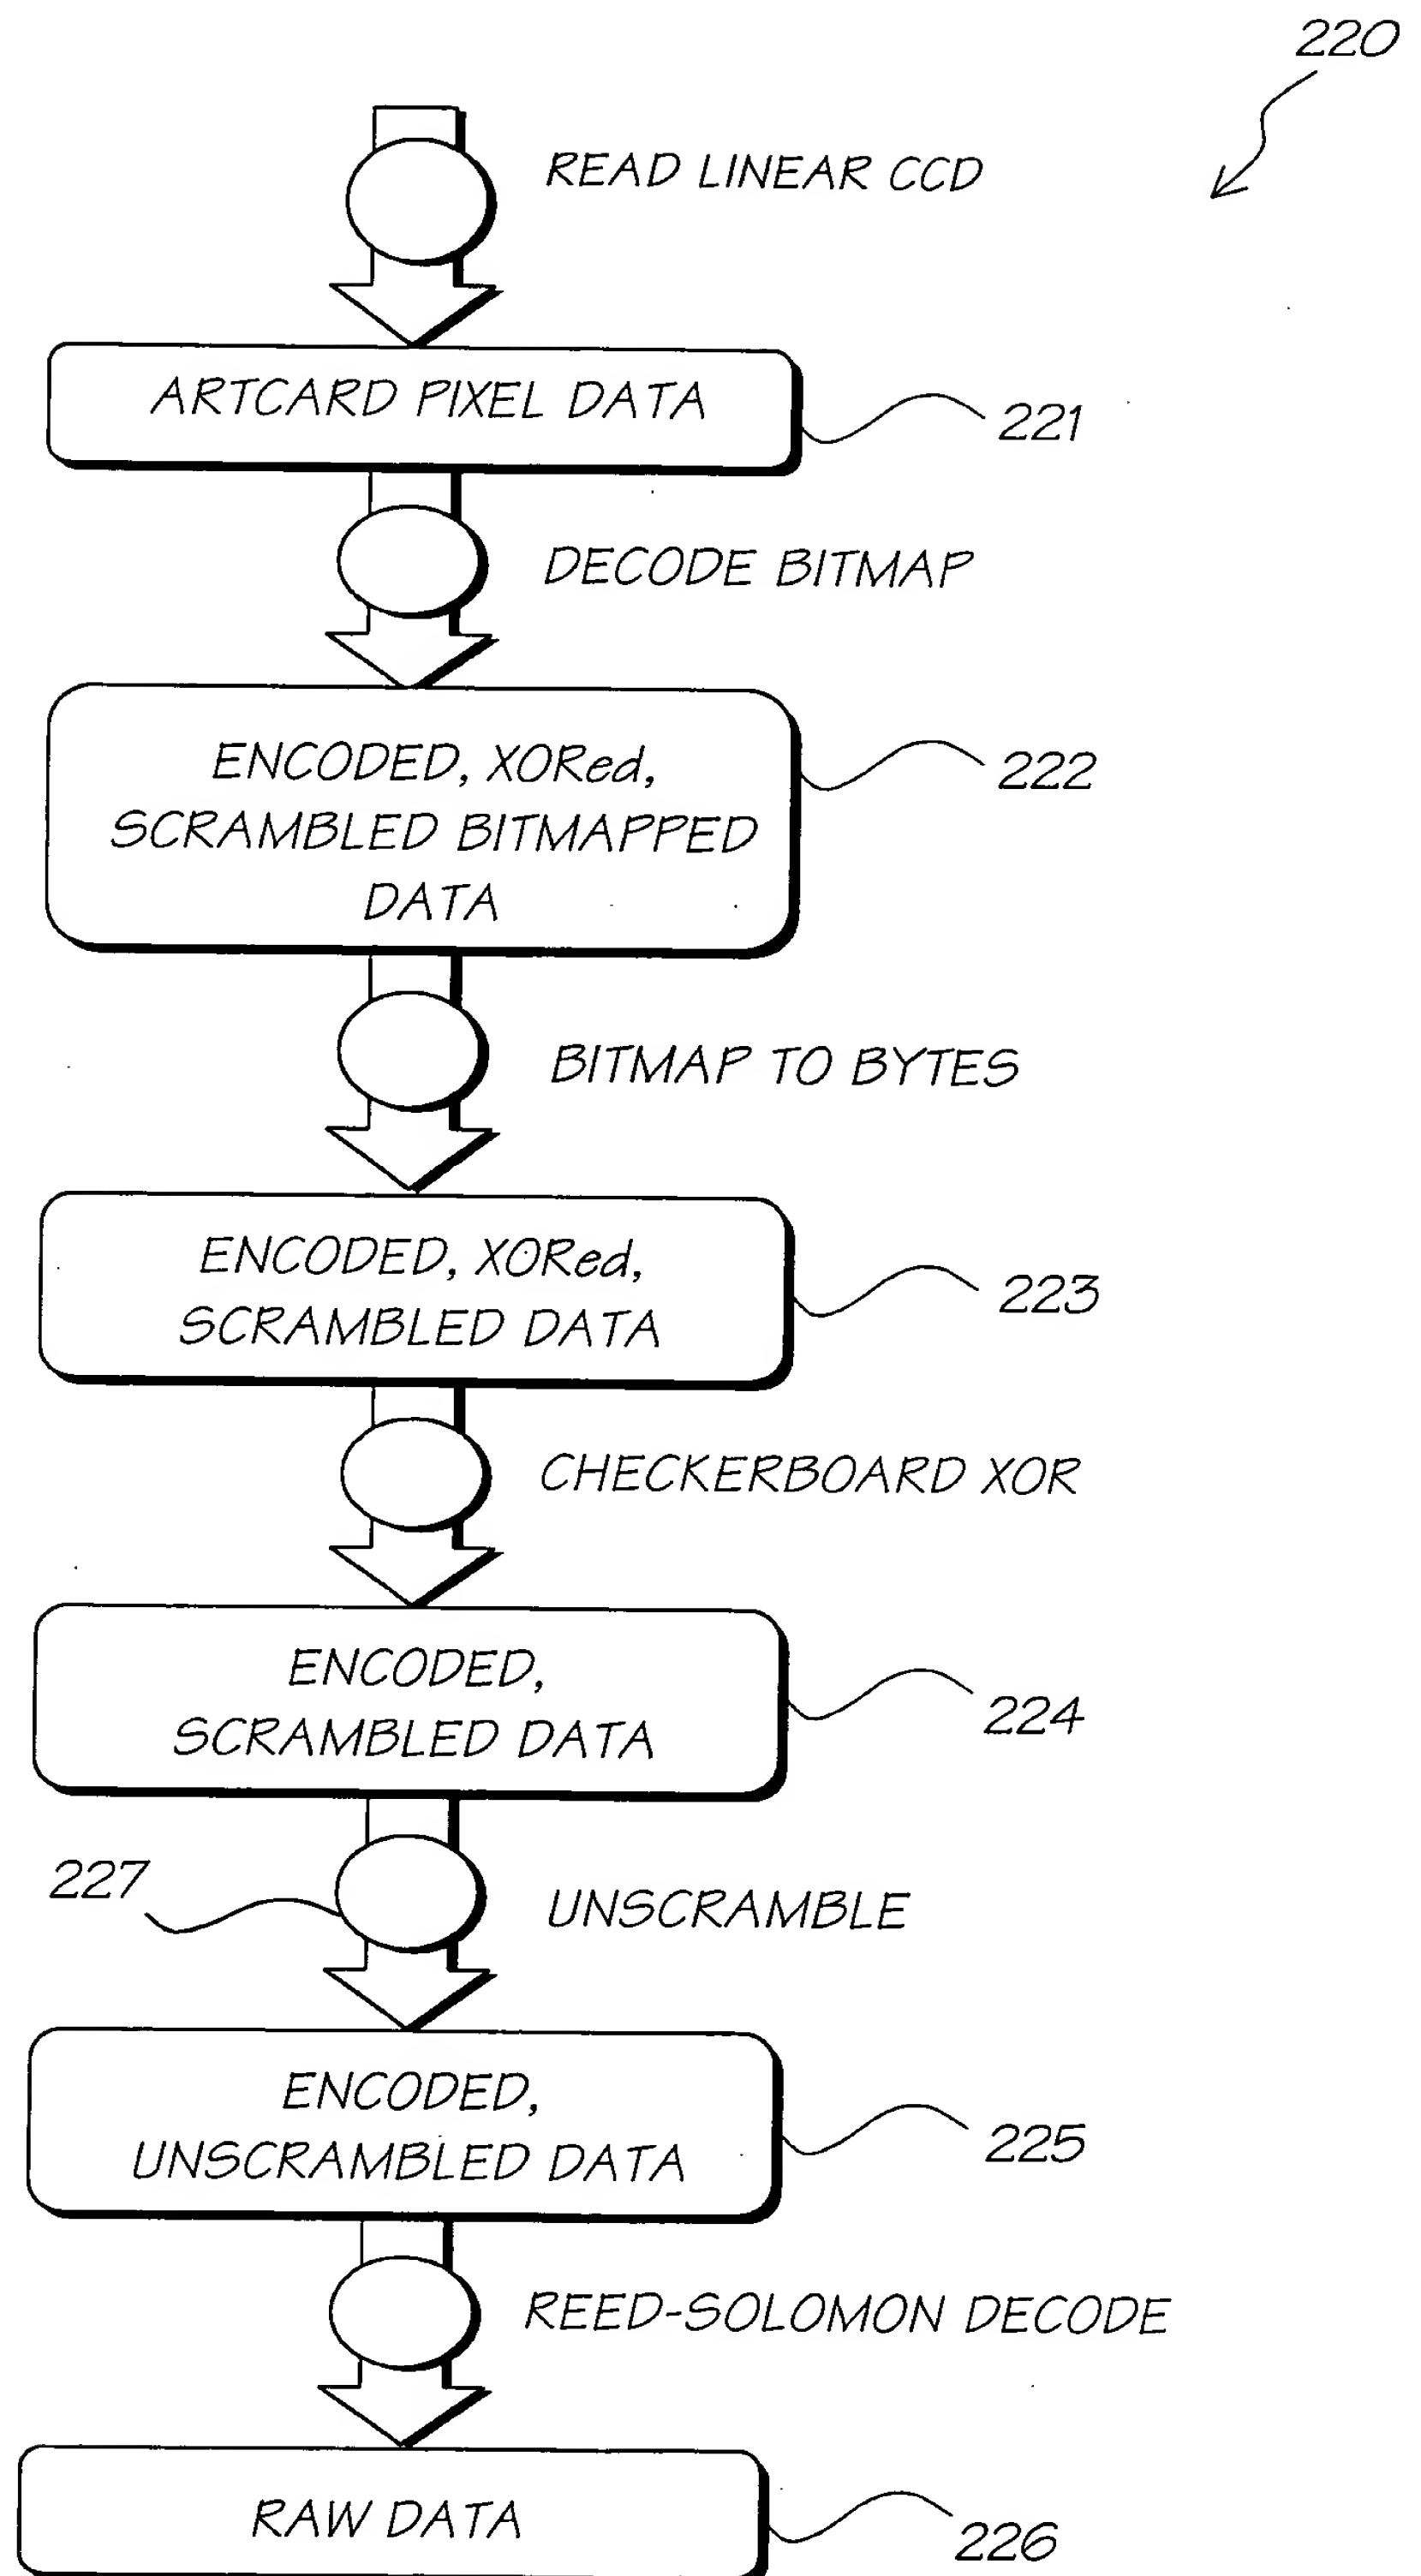 220
READ LINEAR CCD
ARTCARD PIXEL DATA
221
DECODE BITMAP
ENCODED, XORed,
SCRAMBLED BITMAPPED
DATA
222
BITMAP TO BYTES
ENCODED, XORed,
SCRAMBLED DATA
223
CHECKERBOARD XOR
ENCODED,
SCRAMBLED DATA
224
227
UNSCRAMBLE
ENCODED,
UNSCRAMBLED DATA
225
REED-SOLOMON DECODE
RAW DATA
226